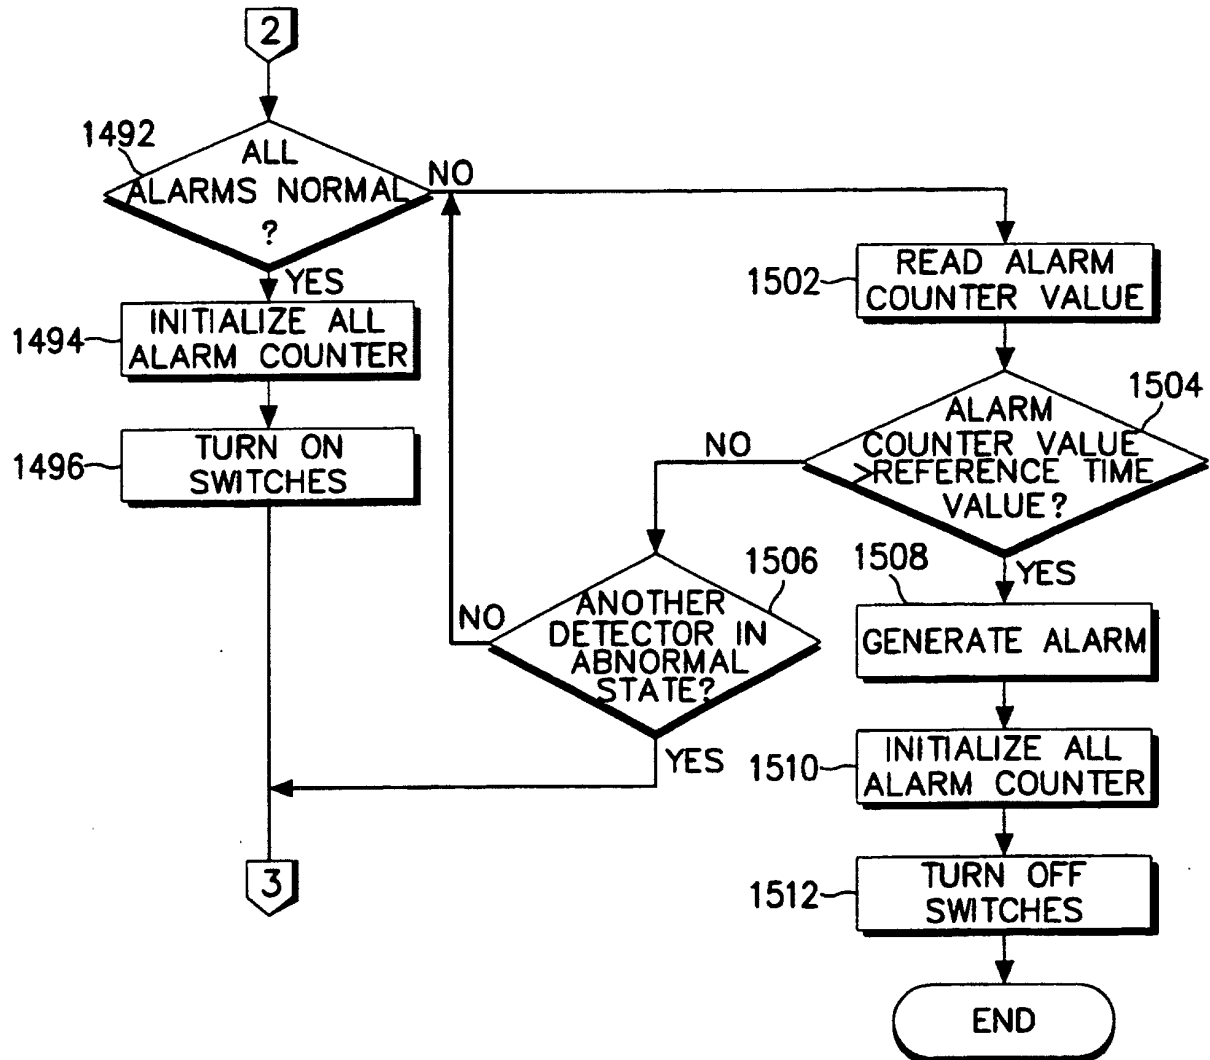 2
1492
ALL
ALARMS NORMAL
?
NO
YES
1494
INITIALIZE ALL
ALARM COUNTER
1496
TURN ON
SWITCHES
3
1502
READ ALARM
COUNTER VALUE
1504
ALARM
COUNTER VALUE
>REFERENCE TIME
VALUE?
NO
YES
1506
ANOTHER
DETECTOR IN
ABNORMAL
STATE?
NO
YES
1508
GENERATE ALARM
1510
INITIALIZE ALL
ALARM COUNTER
1512
TURN OFF
SWITCHES
END